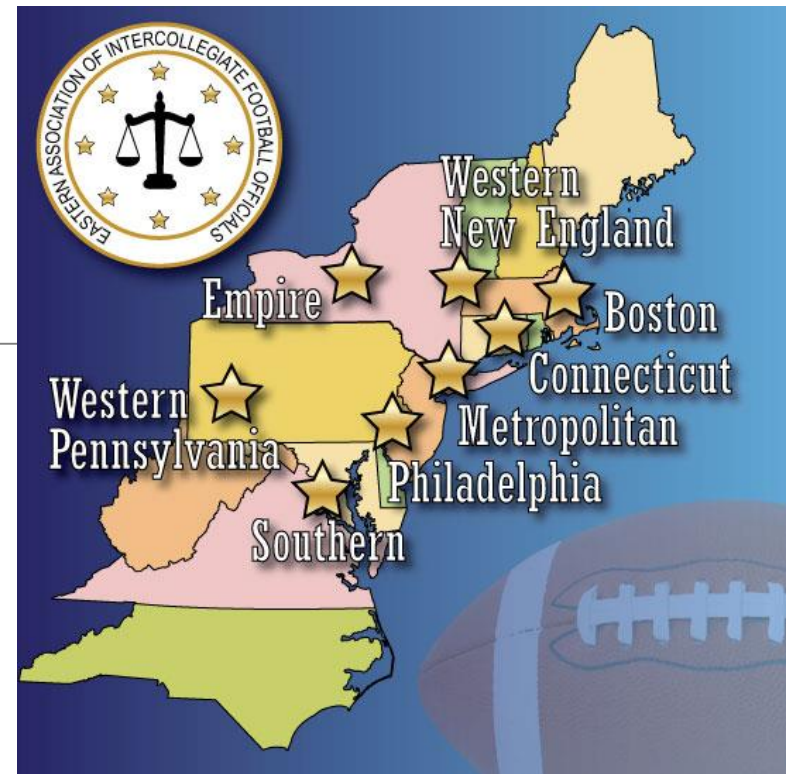 EASTERN ASSOCIATION OF INTERCOLLEGIATE FOOTBALL OFFICIALS
Western
New England
Empire
Boston
Connecticut
Western
Pennsylvania
Metropolitan
Philadelphia
Southern